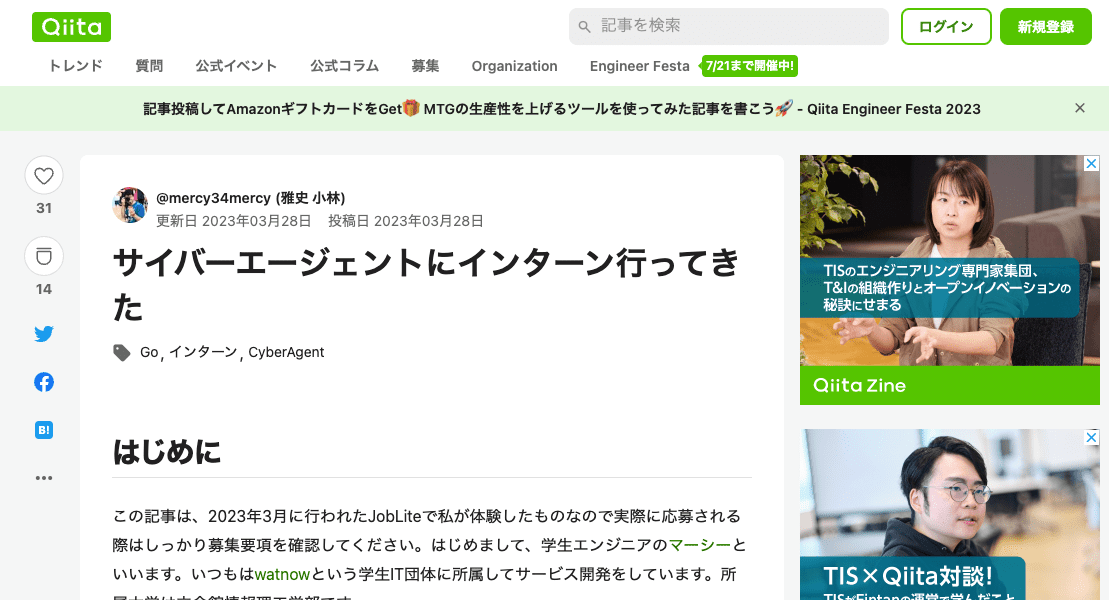 Qiita
記事を検索
ログイン
新規登録
トレンド
質問
公式イベント
公式コラム
募集
Organization
Engineer Festa
7/21まで開催中!
記事投稿してAmazonギフトカードをGet🎁 MTGの生産性を上げるツールを使ってみた記事を書こう🚀 - Qiita Engineer Festa 2023
31
14
B!
@mercy34mercy (雅史 小林)
更新日 2023年03月28日 投稿日 2023年03月28日
サイバーエージェントにインターン行ってき
た
Go, インターン, CyberAgent
はじめに
この記事は、2023年3月に行われたJobLiteで私が体験したものなので実際に応募される
際はしっかり募集要項を確認してください。はじめまして、学生エンジニアのマーシーと
いいます。いつもはwatnowという学生IT団体に所属してサービス開発をしています。所
TISのエンジニアリング専門家集団、
T&Iの組織作りとオープンイノベーションの
秘訣にせまる
Qiita Zine
TIS×Qiita対談!
TISがFintanの運営で学んだこと